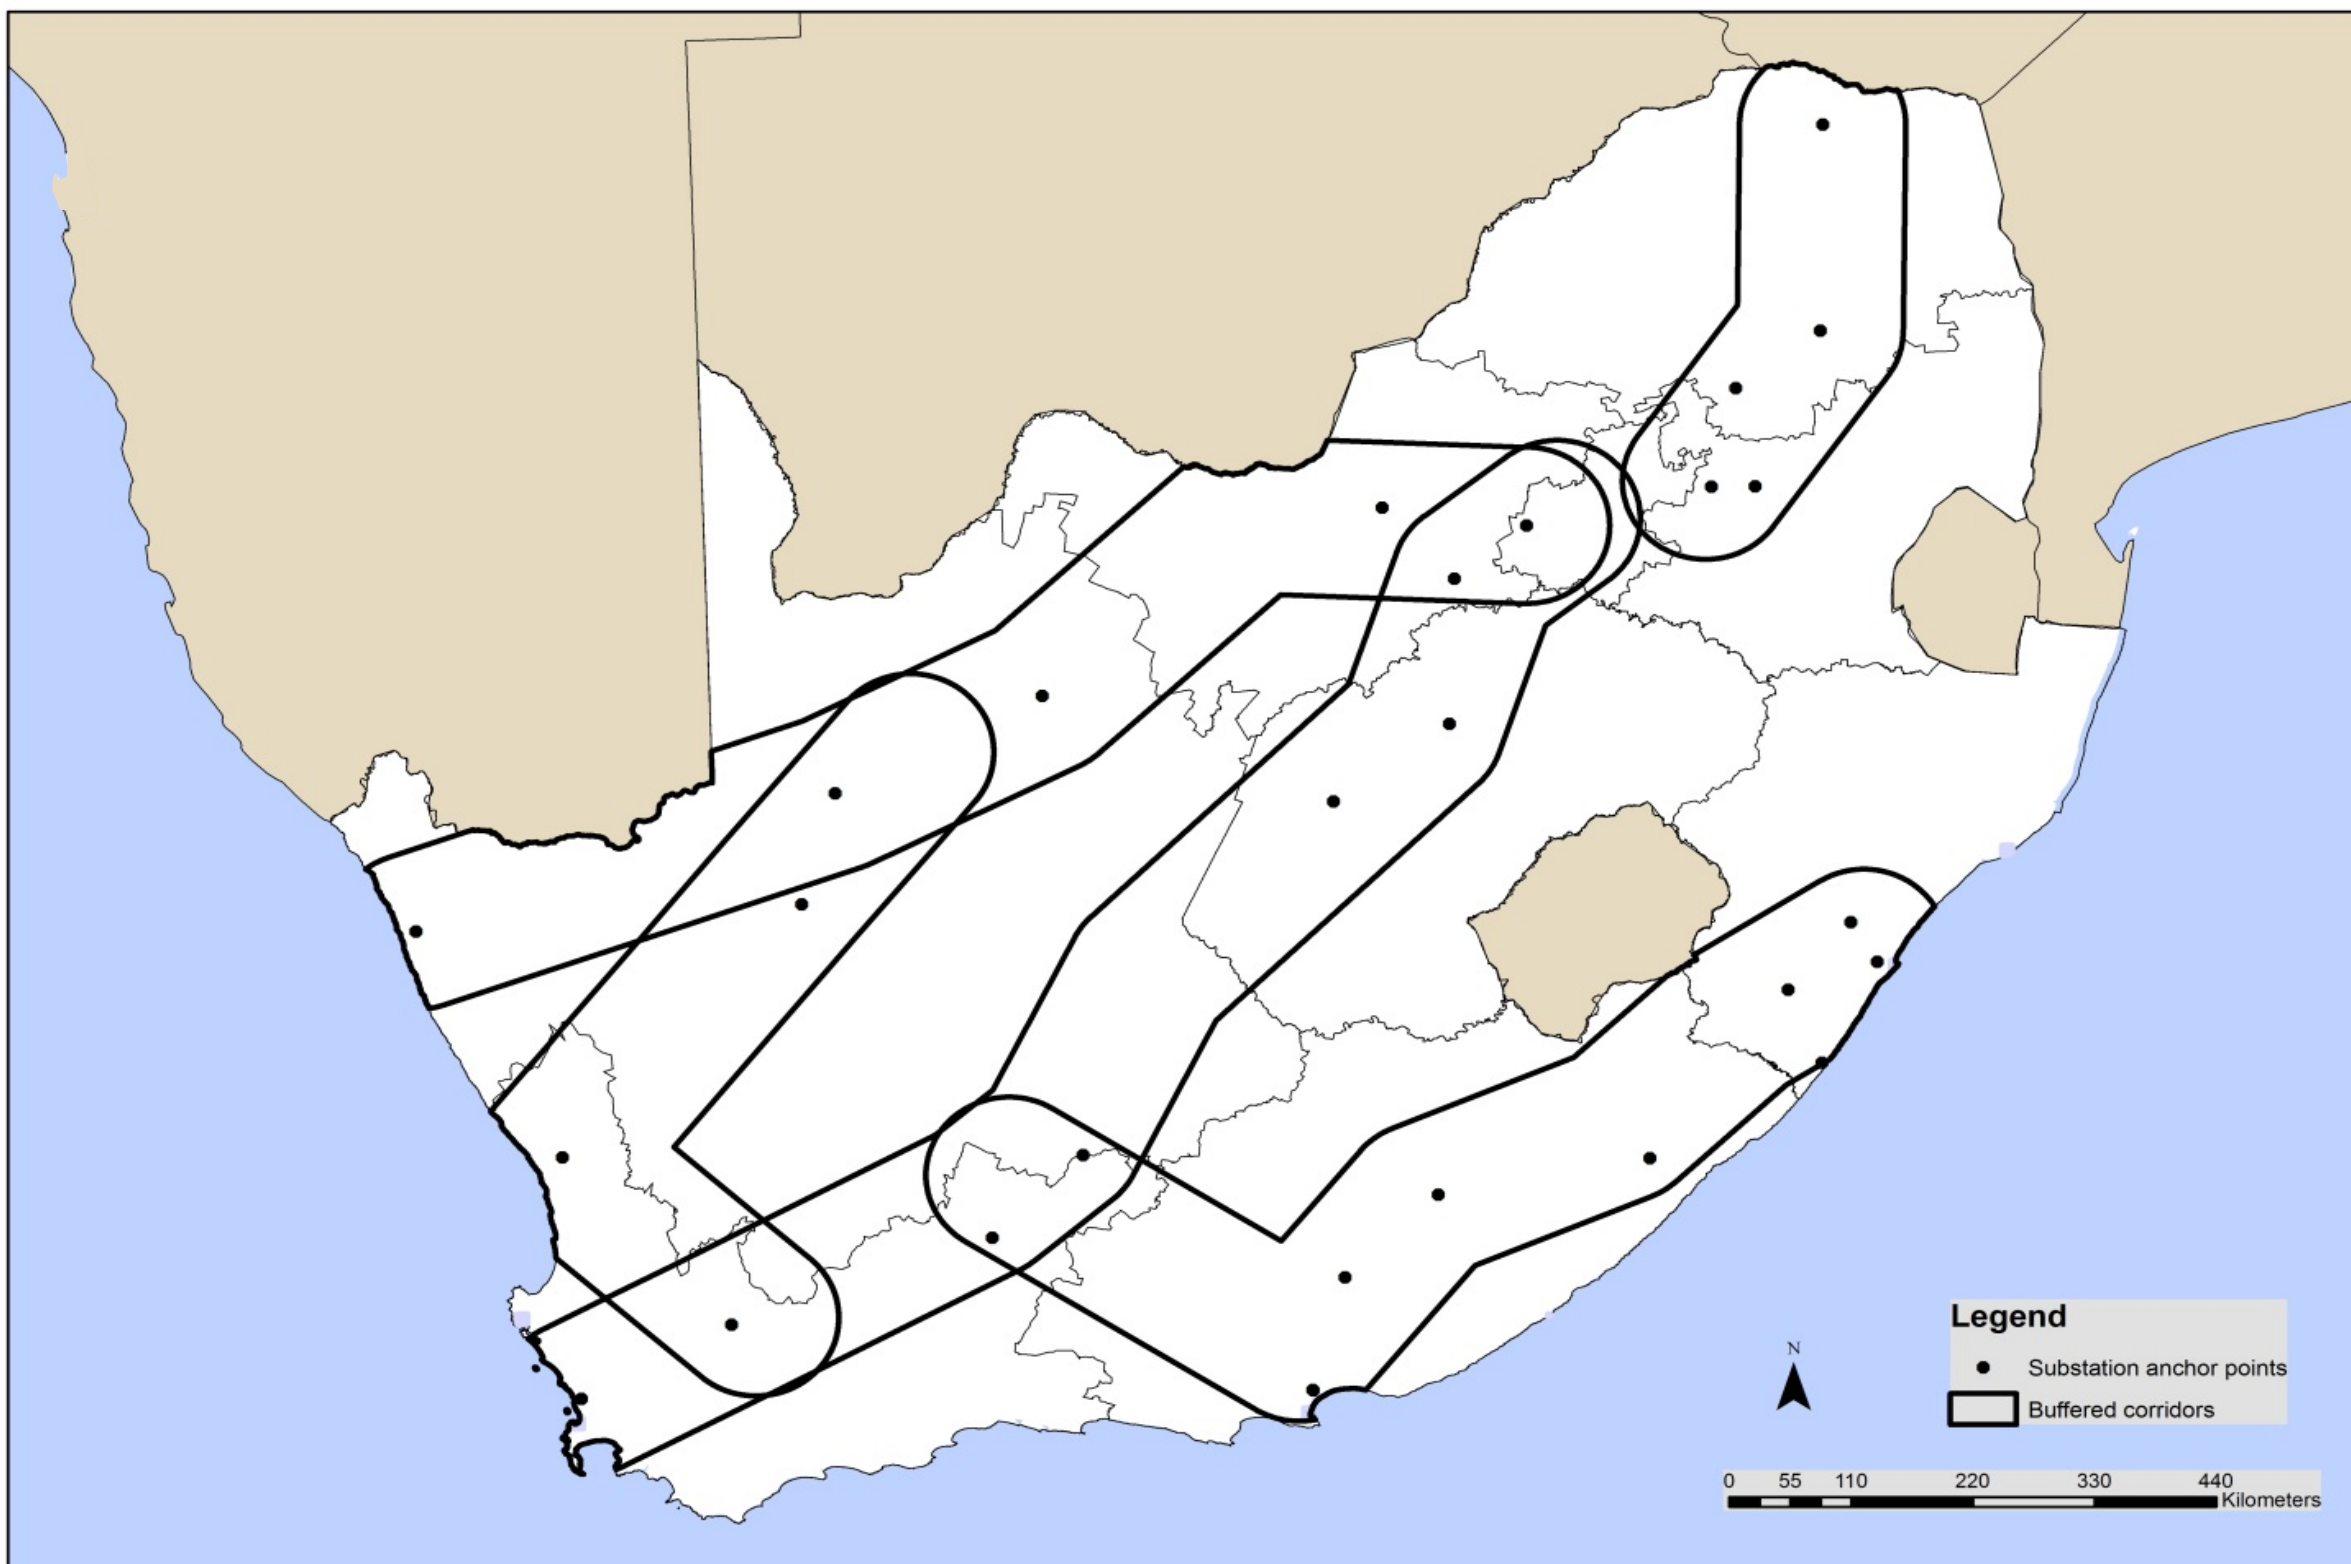 Legend
N
Substation anchor points
Buffered corridors
0 55 110 220 330 440
Kilometers